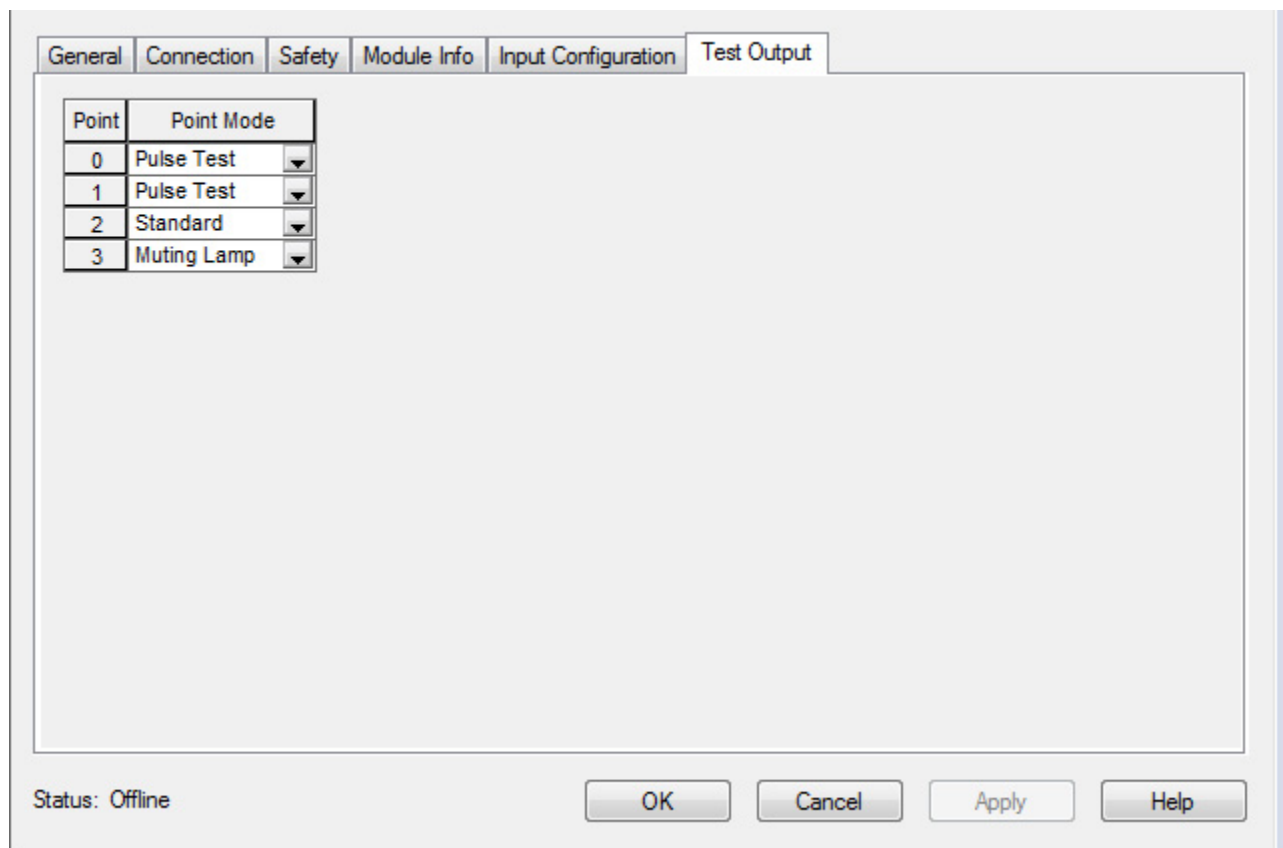 General Connection Safety Module Info Input Configuration Test Output
Point Point Mode
0 Pulse Test
1 Pulse Test
2 Standard
3 Muting Lamp
Status: Offline OK Cancel Apply Help